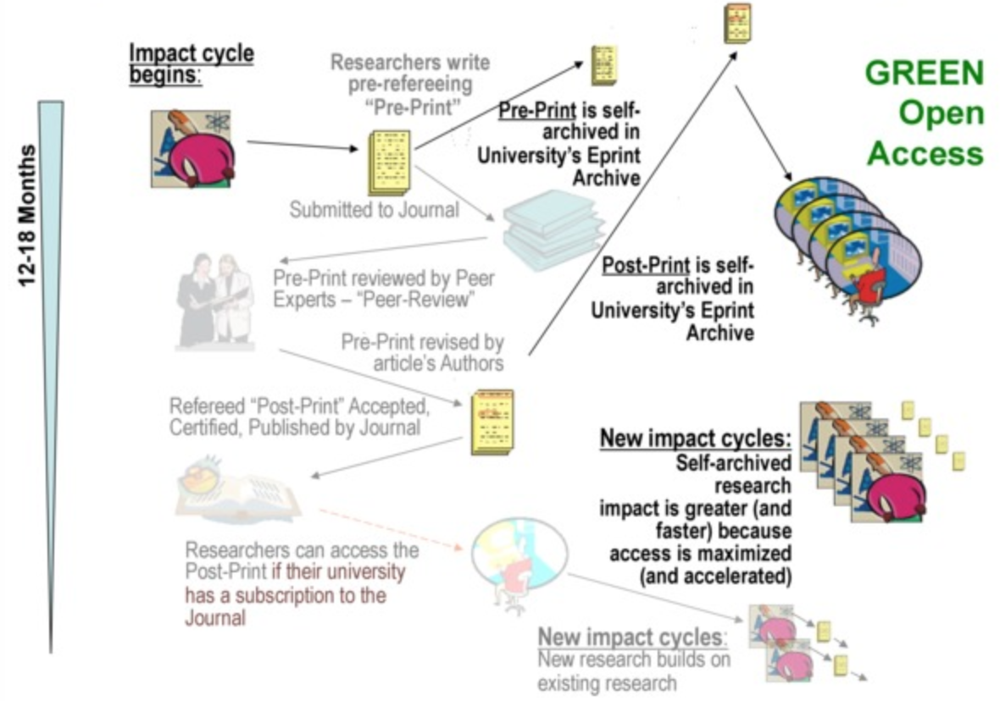 Impact cycle
begins:
Researchers write
pre-refereeing
“Pre-Print”
GREEN
Open
Access
Pre-Print is self-
archived in
University’s Eprint
Archive
12-18 Months
Submitted to Journal
Pre-Print reviewed by Peer
Experts – “Peer-Review”
Post-Print is self-
archived in
University’s Eprint
Archive
Pre-Print revised by
article’s Authors
Refereed “Post-Print” Accepted,
Certified, Published by Journal
New impact cycles:
Self-archived
research
impact is greater (and
faster) because
access is maximized
(and accelerated)
Researchers can access the
Post-Print if their university
has a subscription to the
Journal
New impact cycles:
New research builds on
existing research